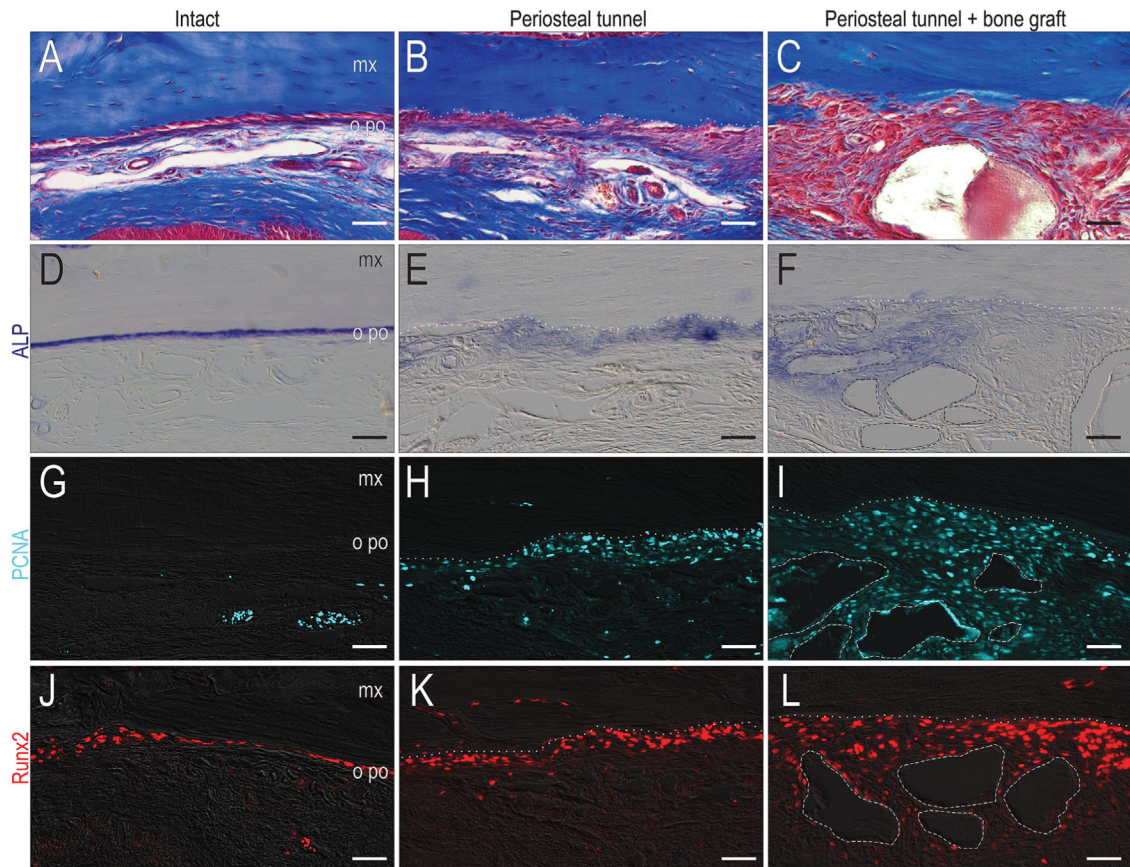 Intact
Periosteal tunnel
Periosteal tunnel + bone graft
A
mx
o po
B
C
ALP
D
mx
o po
E
F
PCNA
G
mx
o po
H
I
Runx2
J
mx
o po
K
L